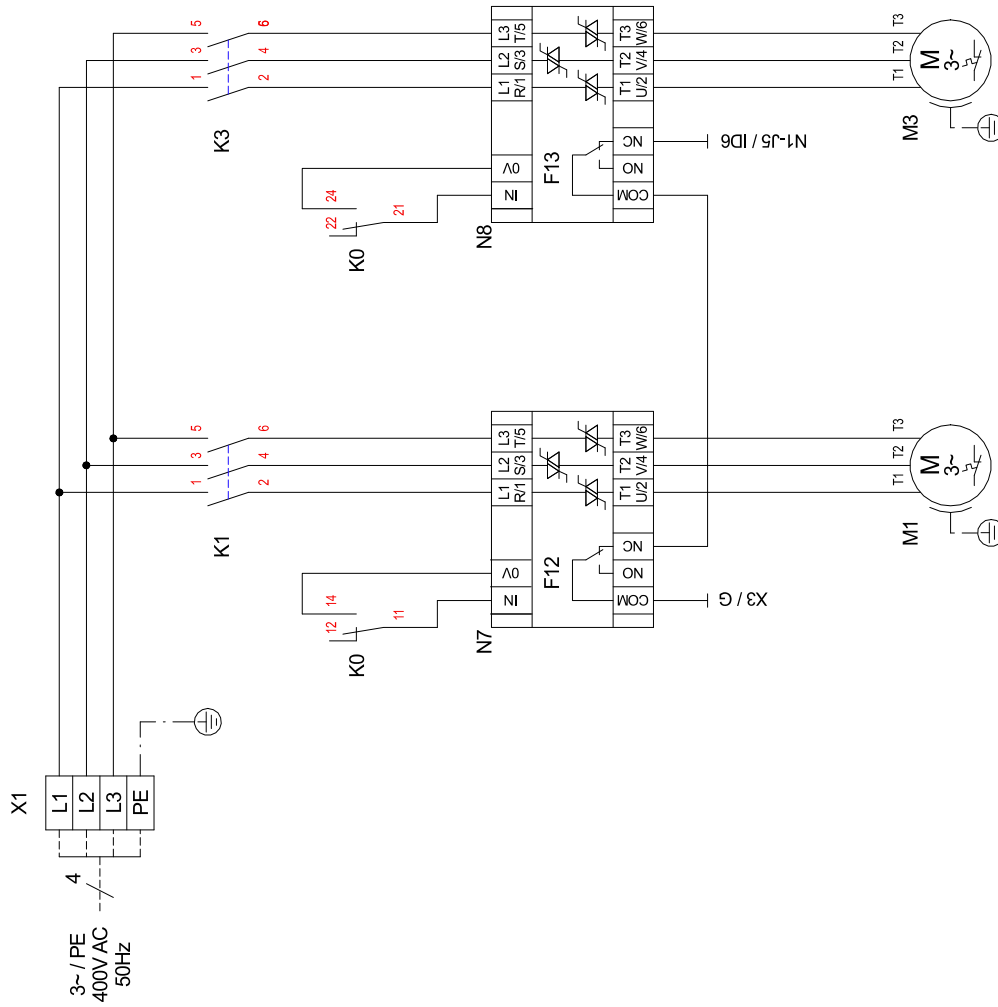 3~ / PE
400V AC
50Hz
4
X1
L1
L2
L3
PE
K1
1
3
5
2
4
6
K3
1
3
5
2
4
6
K0
12
14
11
K0
22
24
21
N7
IN
0V
L1
R/1
L2
S/3
L3
T/5
F12
COM
NO
NC
T1
U/2
T2
V/4
T3
W/6
X3 / G
N8
IN
0V
L1
R/1
L2
S/3
L3
T/5
F13
COM
NO
NC
T1
U/2
T2
V/4
T3
W/6
N1-J5 / ID6
T1
T2
T3
M
3~
M1
T1
T2
T3
M
3~
M3